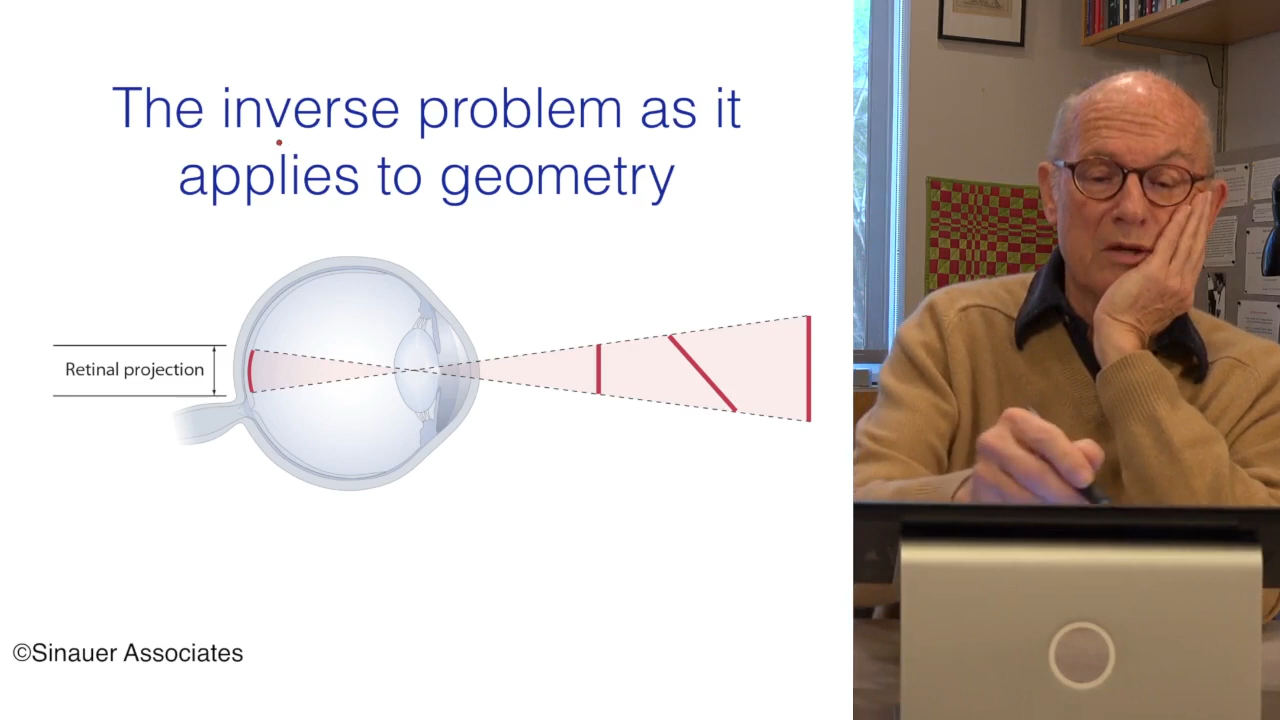 The inverse problem as it
applies to geometry
Retinal projection
©Sinauer Associates